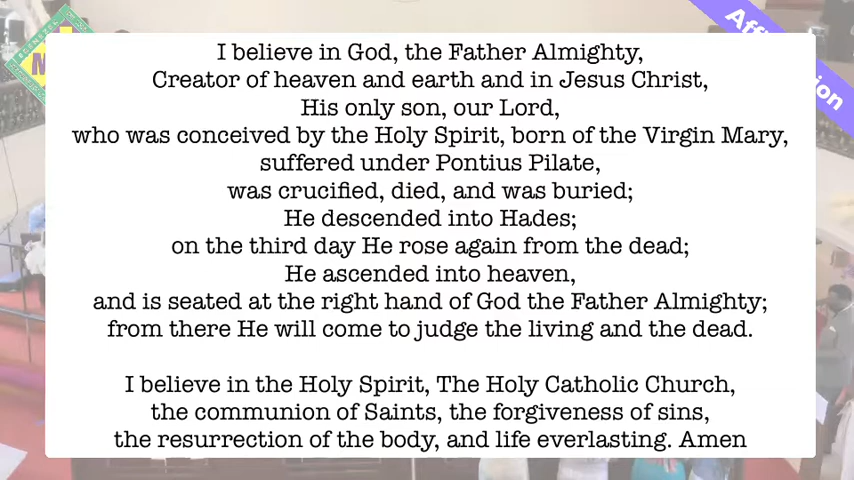 I believe in God, the Father Almighty,
Creator of heaven and earth and in Jesus Christ,
His only son, our Lord,
who was conceived by the Holy Spirit, born of the Virgin Mary,
suffered under Pontius Pilate,
was crucified, died, and was buried;
He descended into Hades;
on the third day He rose again from the dead;
He ascended into heaven,
and is seated at the right hand of God the Father Almighty;
from there He will come to judge the living and the dead.
I believe in the Holy Spirit, The Holy Catholic Church,
the communion of Saints, the forgiveness of sins,
the resurrection of the body, and life everlasting. Amen